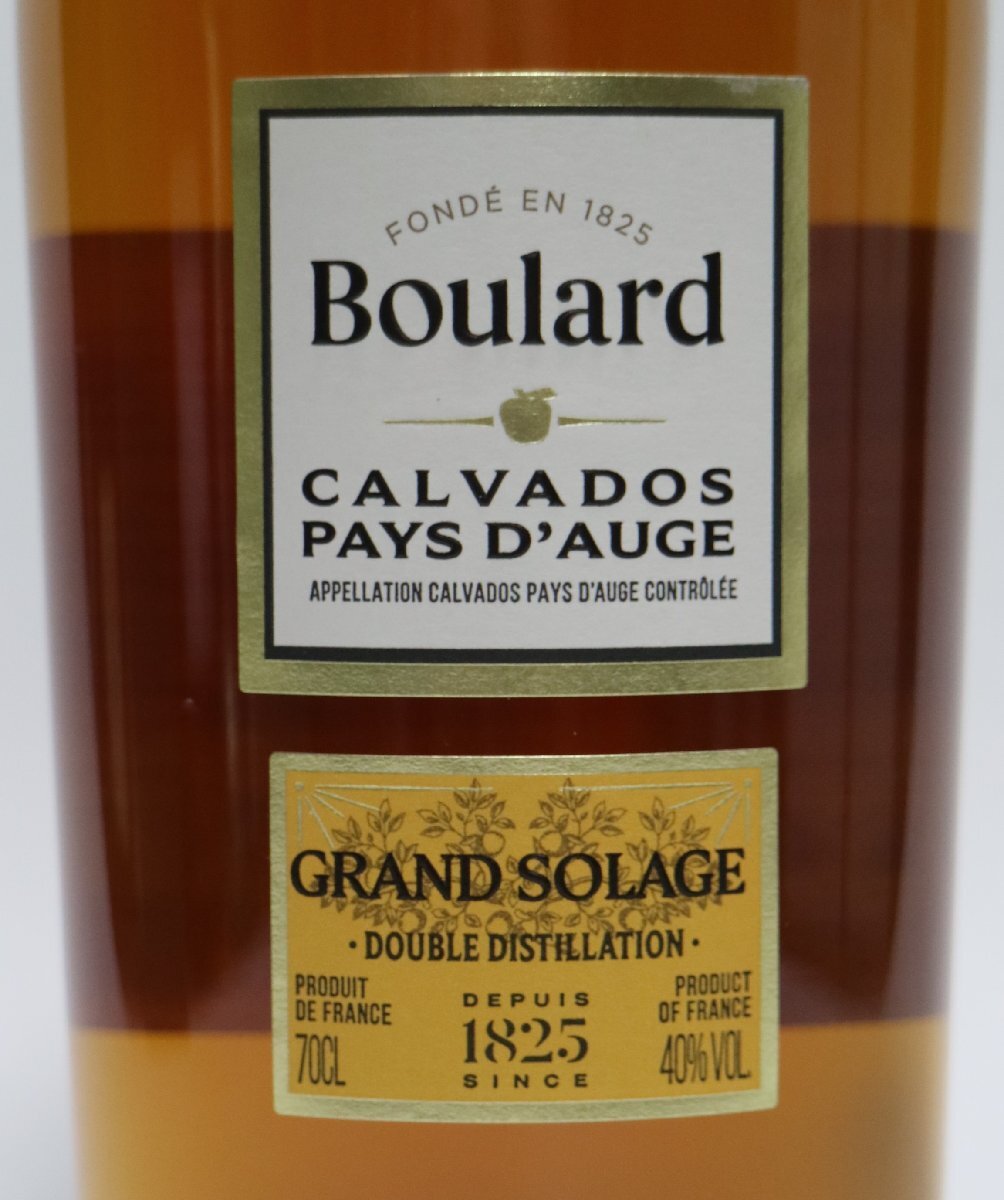 FONDÉ EN 1825
Boulard
CALVADOS
PAYS D'AUGE
APPELLATION CALVADOS PAYS D'AUGE CONTRÔLÉE
GRAND SOLAGE
· DOUBLE DISTILLATION ·
PRODUIT
DE FRANCE
70CL
DEPUIS
1825
SINCE
PRODUCT
OF FRANCE
40% VOL.